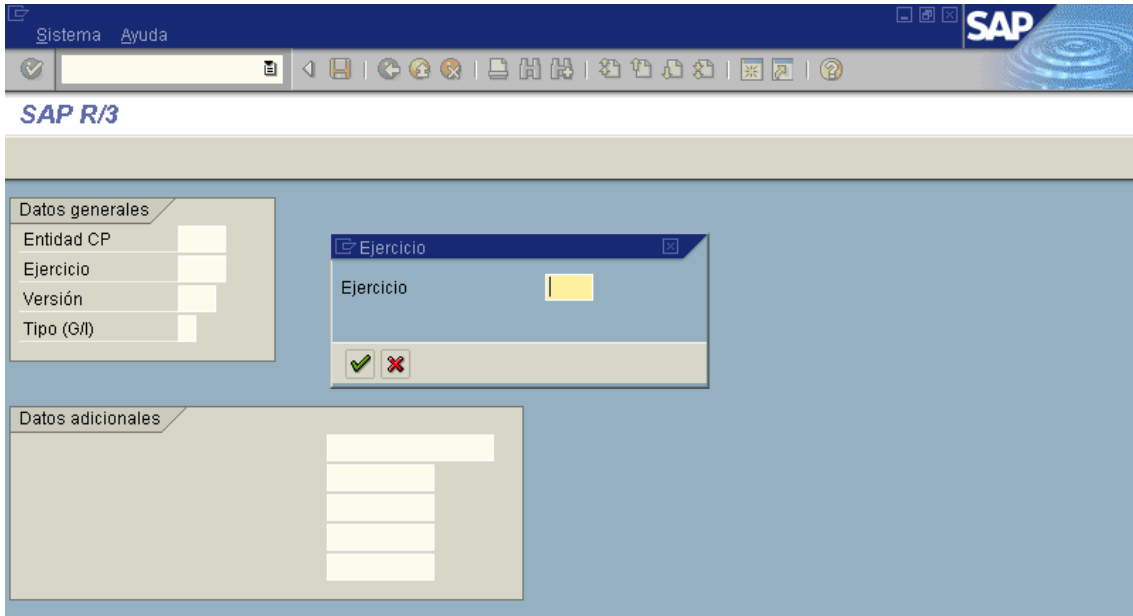 Sistema Ayuda
SAP
SAP R/3
Datos generales
Entidad CP
Ejercicio
Versión
Tipo (G/I)
Ejercicio
Ejercicio
Datos adicionales